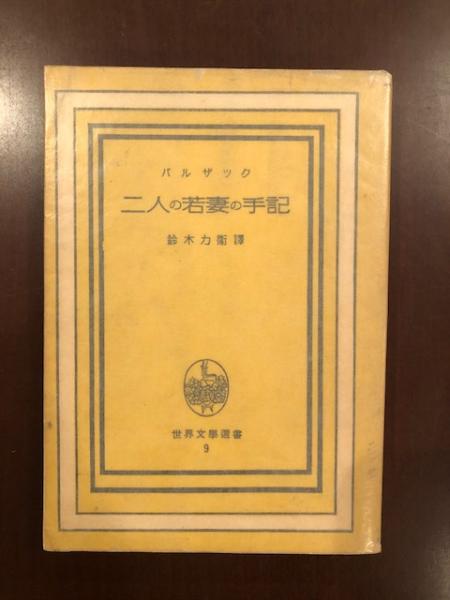 バルザック
二人の若妻の手記
鈴木力衞譯
世界文學選書
9